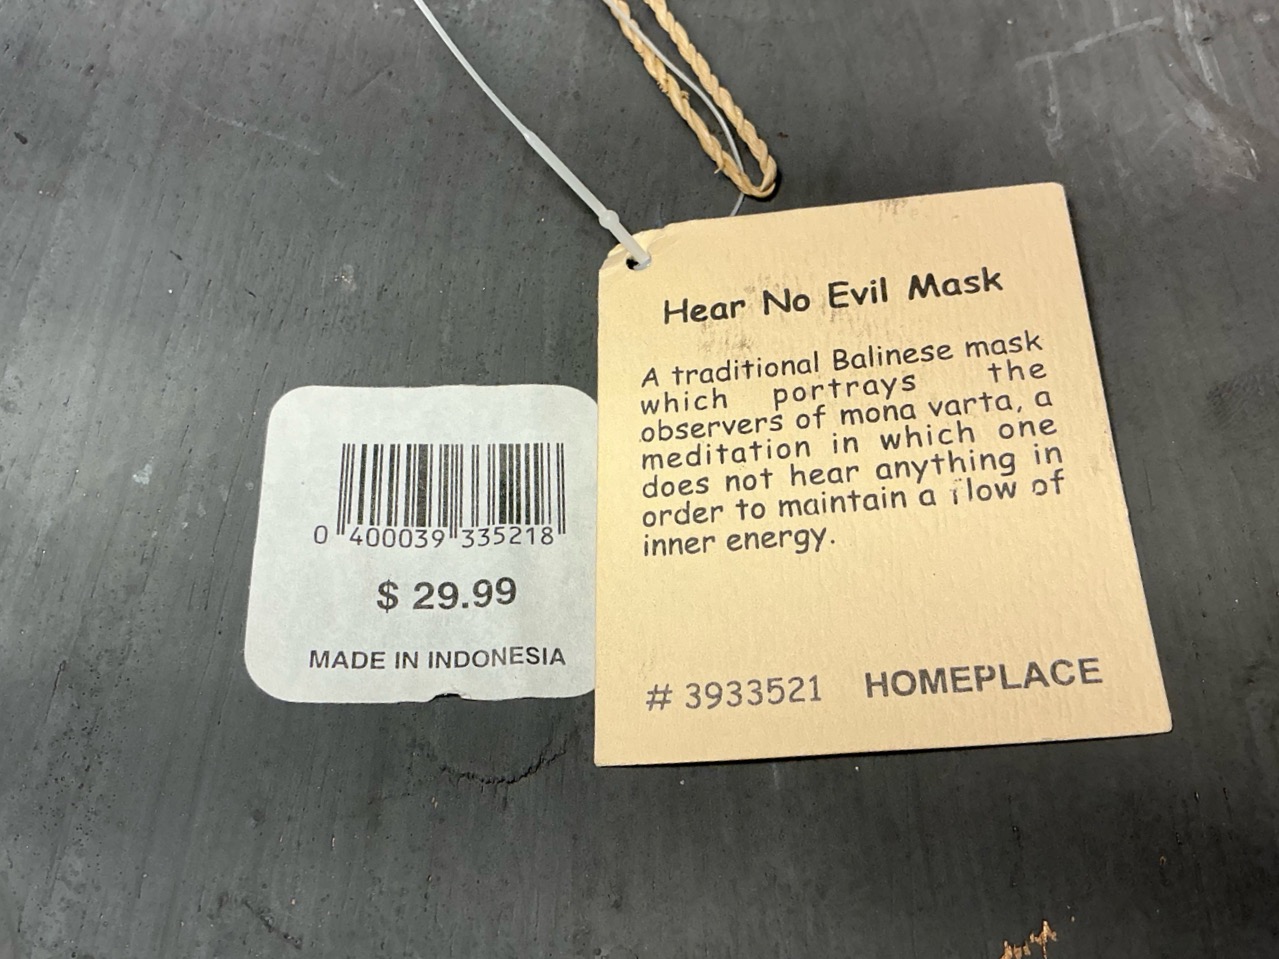 Hear No Evil Mask
A traditional Balinese mask
which portrays the
observers of mona varta, a
meditation in which one
does not hear anything in
order to maintain a flow of
inner energy.
# 3933521 HOMEPLACE
0 400039 335218
$ 29.99
MADE IN INDONESIA